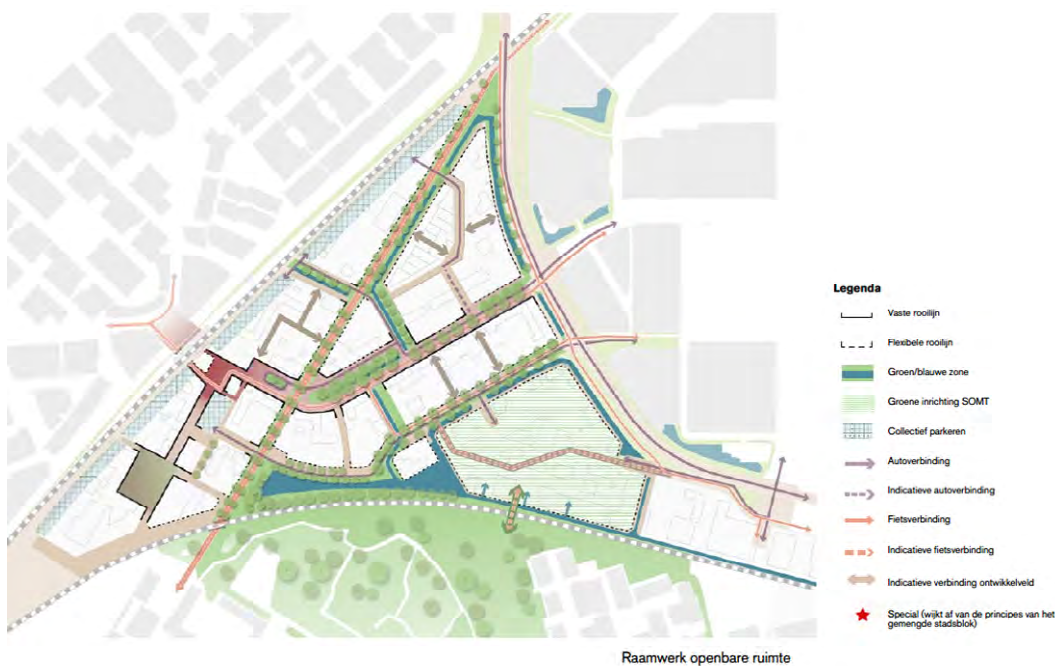 Legenda
Vaste rooilijn
Flexibele rooilijn
Groen/blauwe zone
Groene inrichting SOMT
Collectief parkeren
Autoverbinding
Indicatieve autoverbinding
Fietsverbinding
Indicatieve fietsverbinding
Indicatieve verbinding ontwikkelveld
Special (wijkt af van de principes van het
gemengde stadsblok)
Raamwerk openbare ruimte